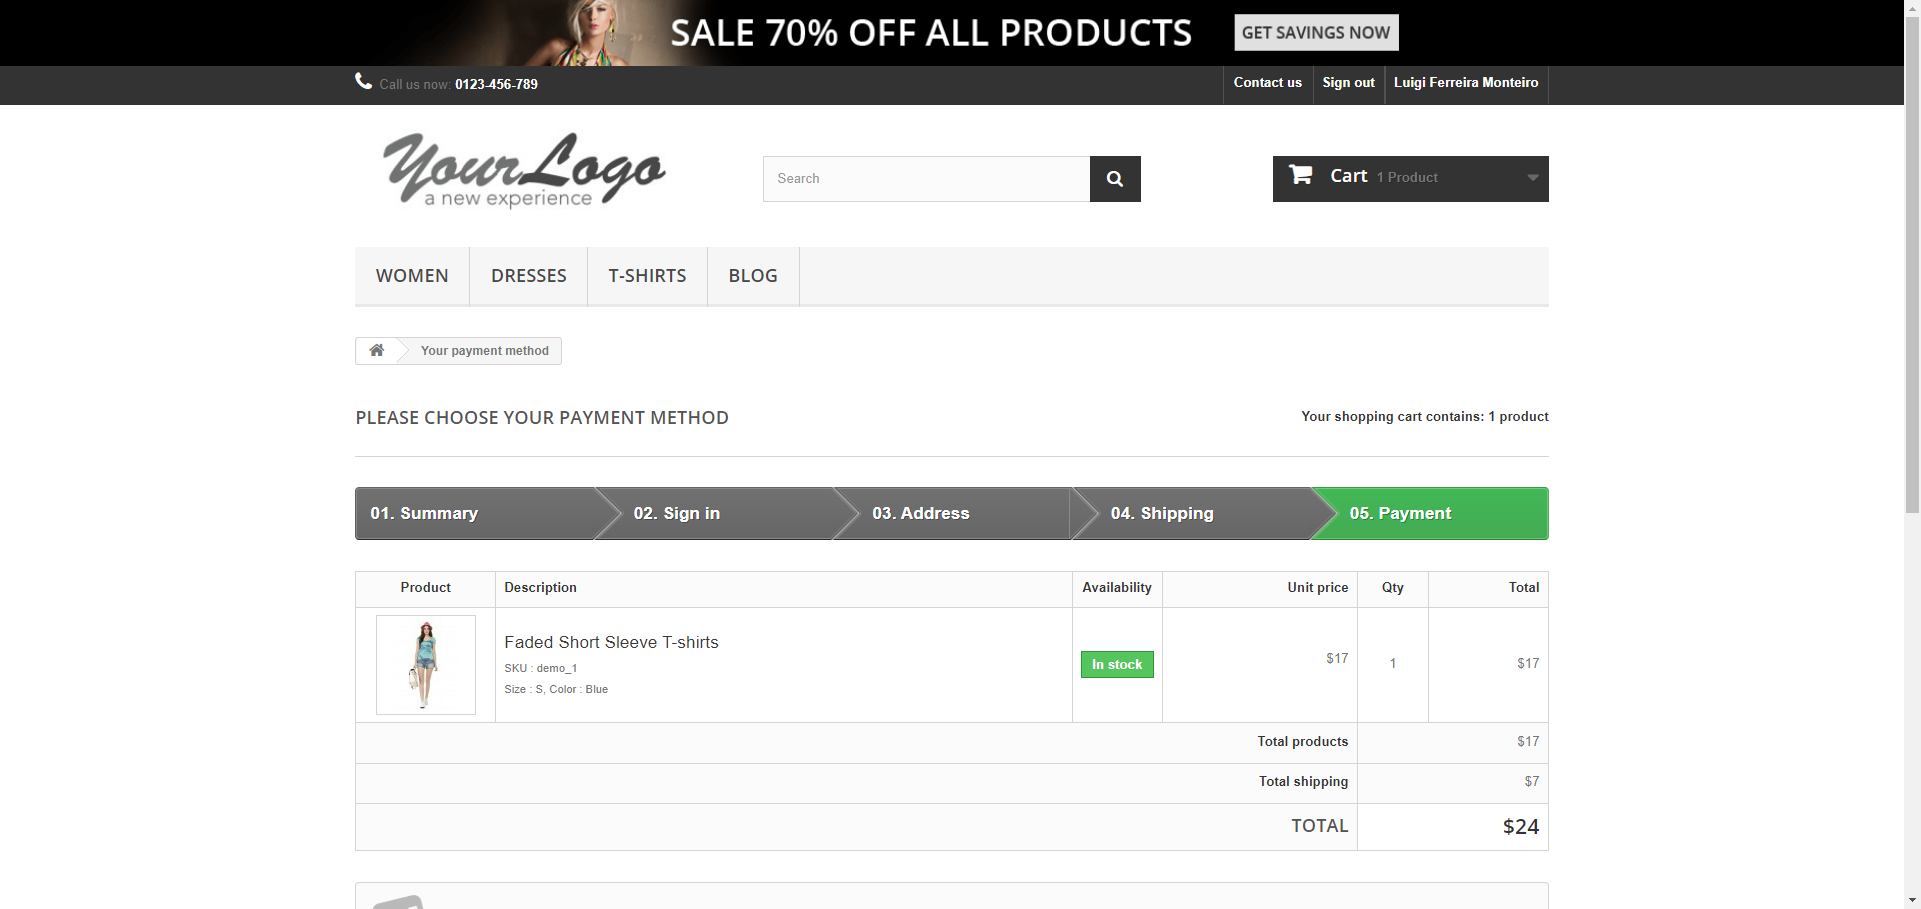 SALE 70% OFF ALL PRODUCTS GET SAVINGS NOW
Call us now: 0123-456-789 Contact us Sign out Luigi Ferreira Monteiro
YourLogo
a new experience
Search
Cart 1 Product
WOMEN DRESSES T-SHIRTS BLOG
Your payment method
PLEASE CHOOSE YOUR PAYMENT METHOD Your shopping cart contains: 1 product
01. Summary 02. Sign in 03. Address 04. Shipping 05. Payment
Product Description Availability Unit price Qty Total
Faded Short Sleeve T-shirts
SKU : demo_1
Size : S, Color : Blue
In stock $17 1 $17
Total products $17
Total shipping $7
TOTAL $24